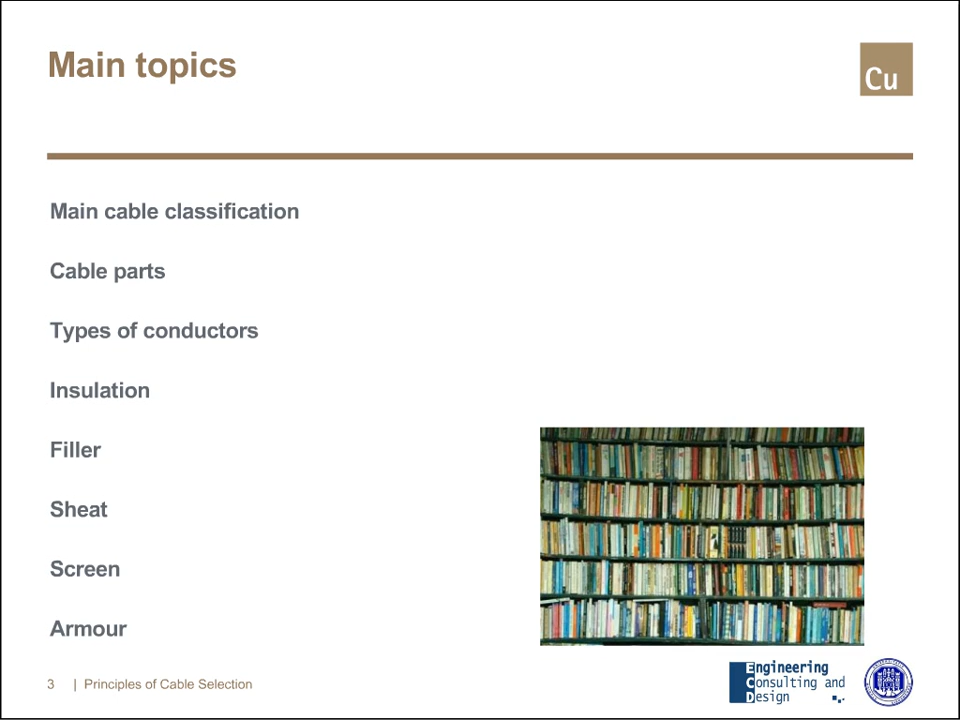 Main topics
Cu
Main cable classification
Cable parts
Types of conductors
Insulation
Filler
Sheat
Screen
Armour
3 | Principles of Cable Selection
Engineering
Consulting and
Design